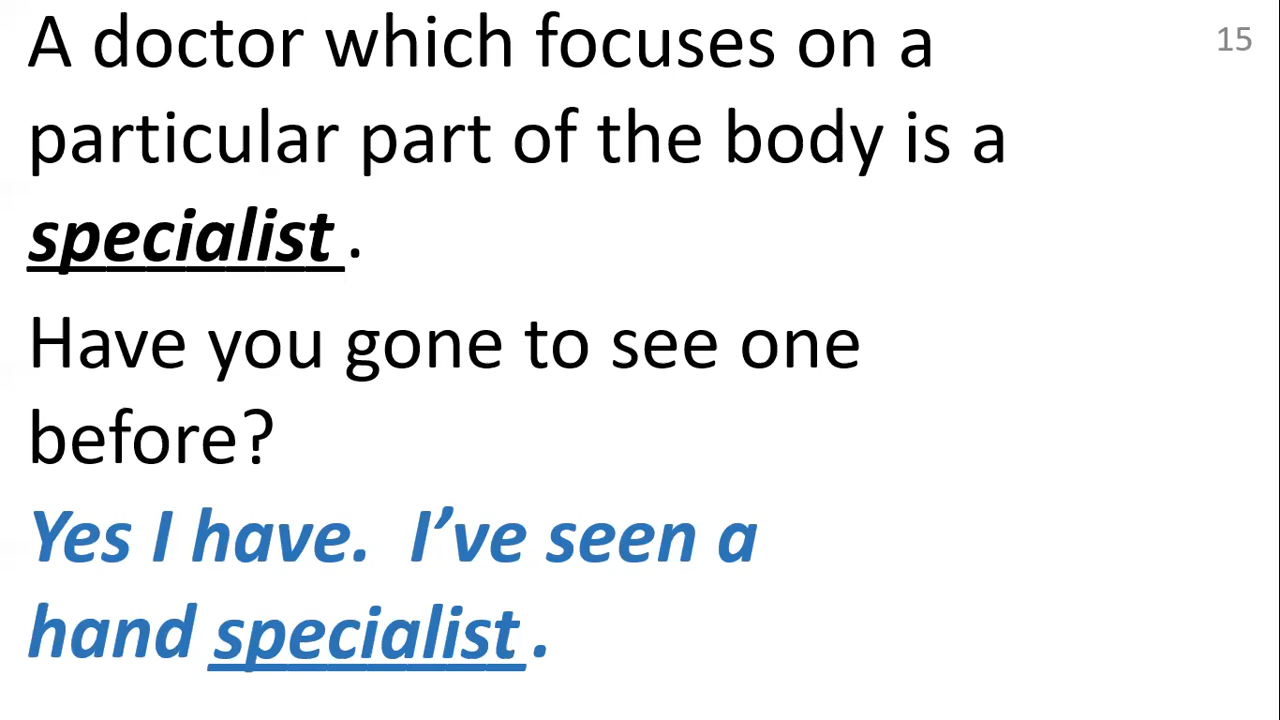 A doctor which focuses on a
15
particular part of the body is a
specialist.
Have you gone to see one
before?
Yes I have.  I’ve seen a
hand specialist.